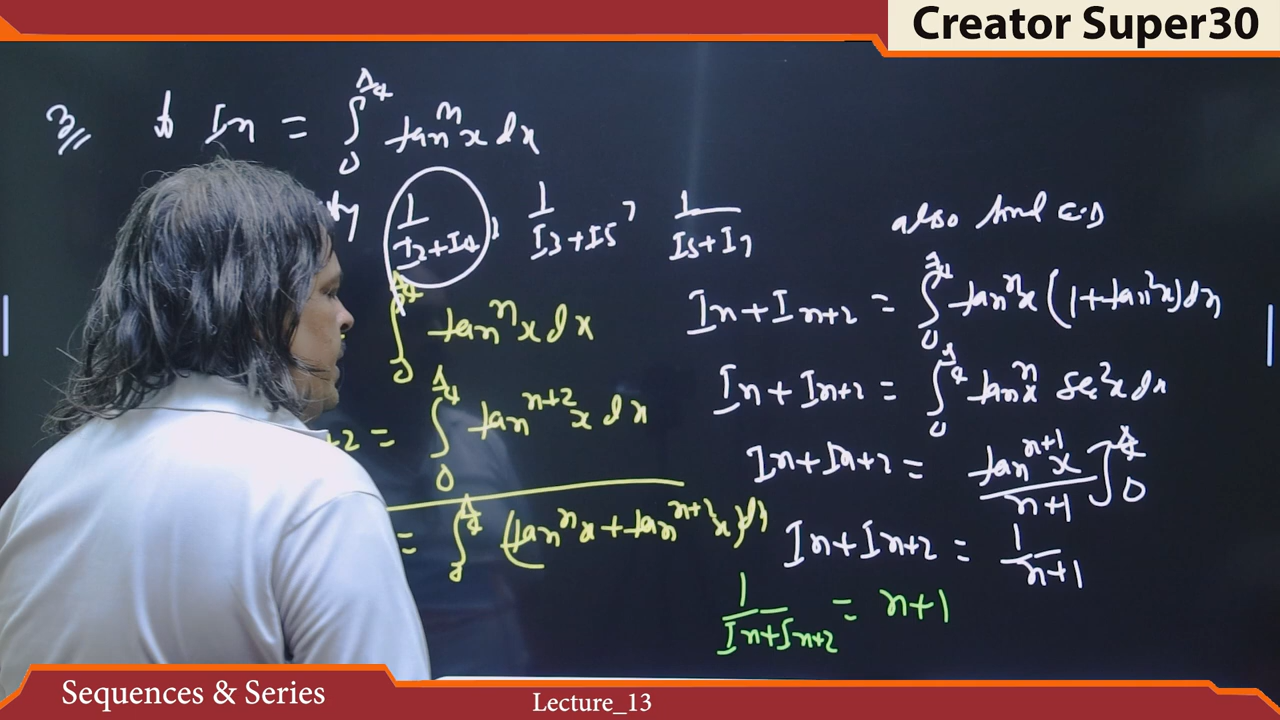 Creator Super30
3 If In = ∫₀^(π/4) tanⁿx dx
1/(I2+I4), 1/(I3+I5), 1/(I5+I7)
also find C.D
∫₀^(π/4) tanⁿx dx
+2 = ∫₀^(π/4) tanⁿ⁺²x dx
= ∫₀^(π/4) (tanⁿx + tanⁿ⁺²x) dx
In + In+2 = ∫₀^(π/4) tanⁿx (1+tan²x) dx
In + In+2 = ∫₀^(π/4) tanⁿx sec²x dx
In + In+2 = tanⁿ⁺¹x/(n+1) ]₀^(π/4)
In + In+2 = 1/(n+1)
1/(In+In+2) = n+1
Sequences & Series
Lecture_13